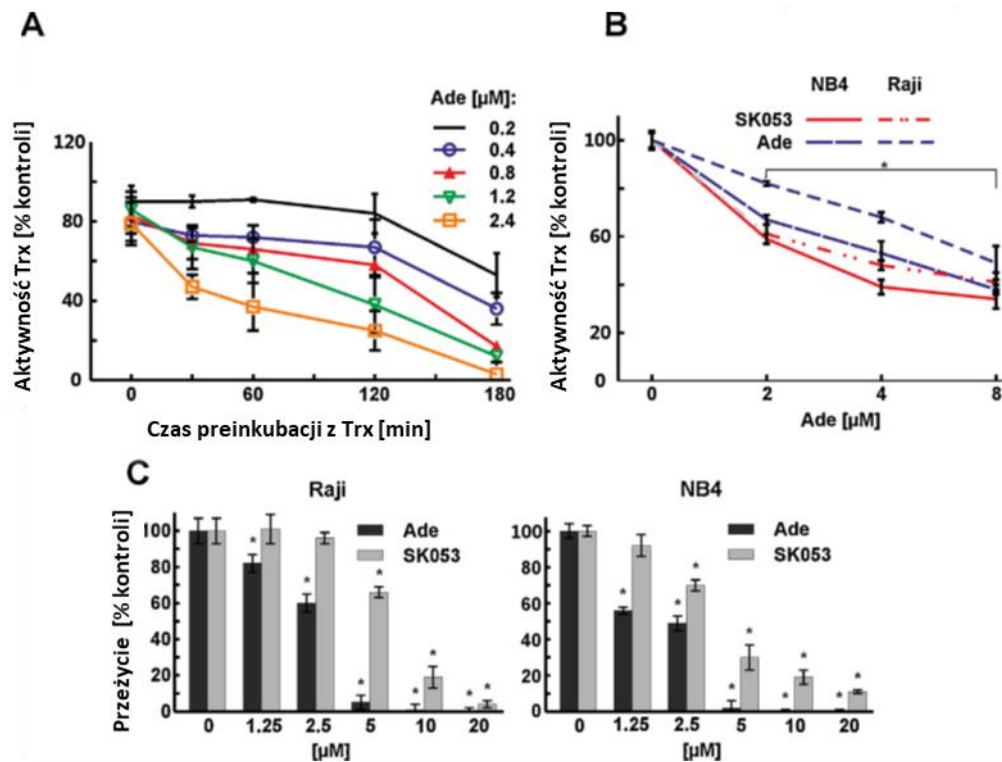 A
Ade [µM]:
0.2
0.4
0.8
1.2
2.4
Aktywność Trx [% kontroli]
120
80
60
40
0
0 60 120 180
Czas preinkubacji z Trx [min]
B
NB4 Raji
SK053
Ade
*
Aktywność Trx [% kontroli]
100
60
40
0
0 2 4 8
Ade [µM]
C
Raji
Ade
SK053
Przeżycie [% kontroli]
100
80
60
40
20
0
* * * * * * * *
0 1.25 2.5 5 10 20
[µM]
NB4
Ade
SK053
100
80
60
40
20
0
* * * * * * * * *
0 1.25 2.5 5 10 20
[µM]